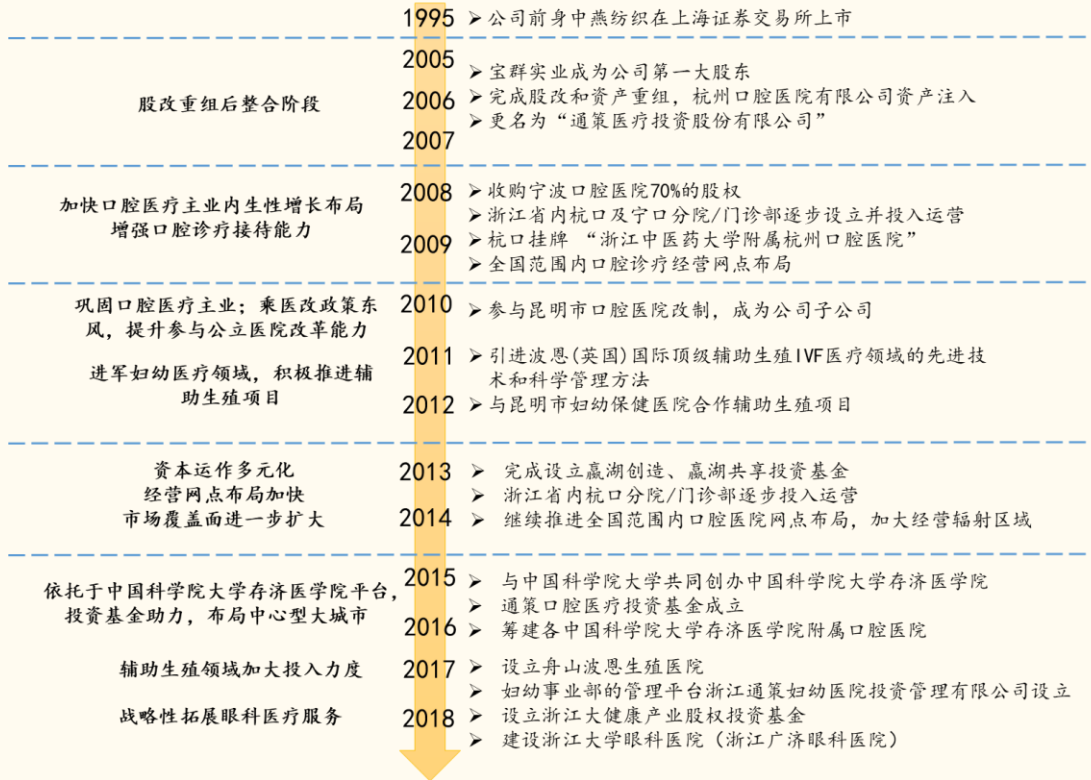 1995
➢公司前身中燕纺织在上海证券交易所上市
股改重组后整合阶段
2005
2006
2007
➢宝群实业成为公司第一大股东
➢完成股改和资产重组，杭州口腔医院有限公司资产注入
➢更名为“通策医疗投资股份有限公司”
加快口腔医疗主业内生性增长布局
增强口腔诊疗接待能力
2008
2009
➢收购宁波口腔医院70%的股权
➢浙江省内杭口及宁口分院/门诊部逐步设立并投入运营
➢杭口挂牌 “浙江中医药大学附属杭州口腔医院”
➢全国范围内口腔诊疗经营网点布局
巩固口腔医疗主业；乘医改政策东
风，提升参与公立医院改革能力
进军妇幼医疗领域，积极推进辅
助生殖项目
2010
2011
2012
➢参与昆明市口腔医院改制，成为公司子公司
➢引进波恩(英国)国际顶级辅助生殖IVF医疗领域的先进技
术和科学管理方法
➢与昆明市妇幼保健医院合作辅助生殖项目
资本运作多元化
经营网点布局加快
市场覆盖面进一步扩大
2013
2014
➢ 完成设立赢湖创造、赢湖共享投资基金
➢ 浙江省内杭口分院/门诊部逐步投入运营
➢ 继续推进全国范围内口腔医院网点布局，加大经营辐射区域
依托于中国科学院大学存济医学院平台，
投资基金助力，布局中心型大城市
辅助生殖领域加大投入力度
战略性拓展眼科医疗服务
2015
2016
2017
2018
➢ 与中国科学院大学共同创办中国科学院大学存济医学院
➢ 通策口腔医疗投资基金成立
➢ 筹建各中国科学院大学存济医学院附属口腔医院
➢ 设立舟山波恩生殖医院
➢ 妇幼事业部的管理平台浙江通策妇幼医院投资管理有限公司设立
➢ 设立浙江大健康产业股权投资基金
➢ 建设浙江大学眼科医院（浙江广济眼科医院）